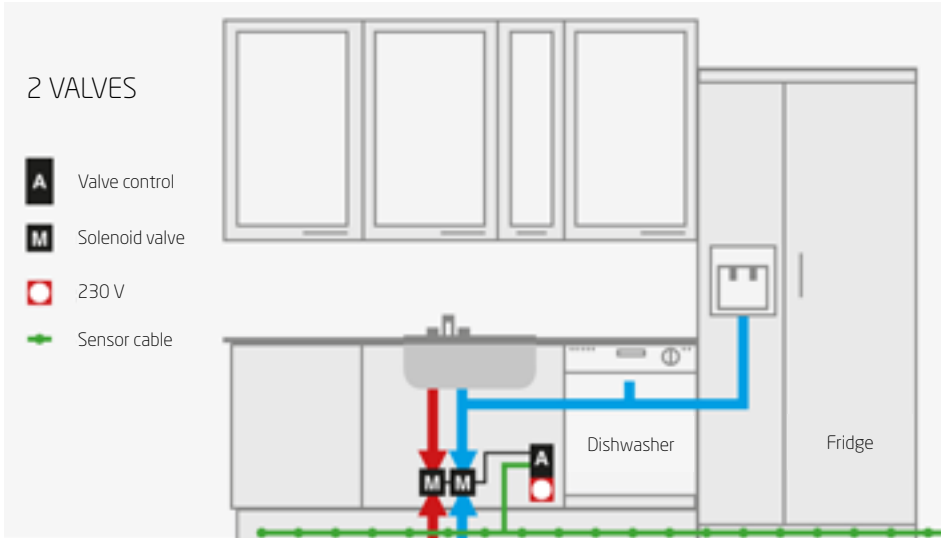 2 VALVES
A Valve control
M Solenoid valve
230 V
Sensor cable
Dishwasher
Fridge
A
M M